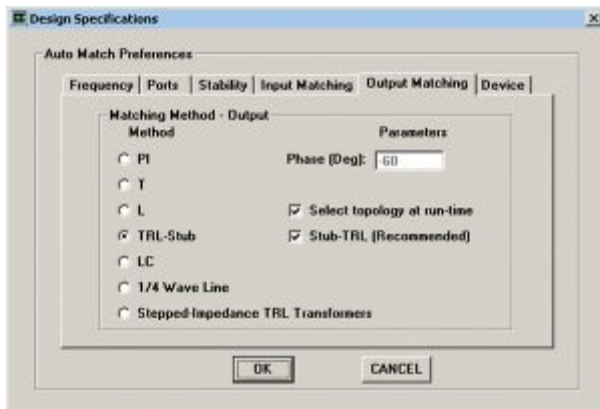 Design Specifications
Auto Match Preferences
Frequency Ports Stability Input Matching Output Matching Device
Matching Method - Output
Method Parameters
PI Phase (Deg): -60
T
L Select topology at run-time
TRL-Stub Stub-TRL (Recommended)
LC
1/4 Wave Line
Stepped-Impedance TRL Transformers
OK CANCEL